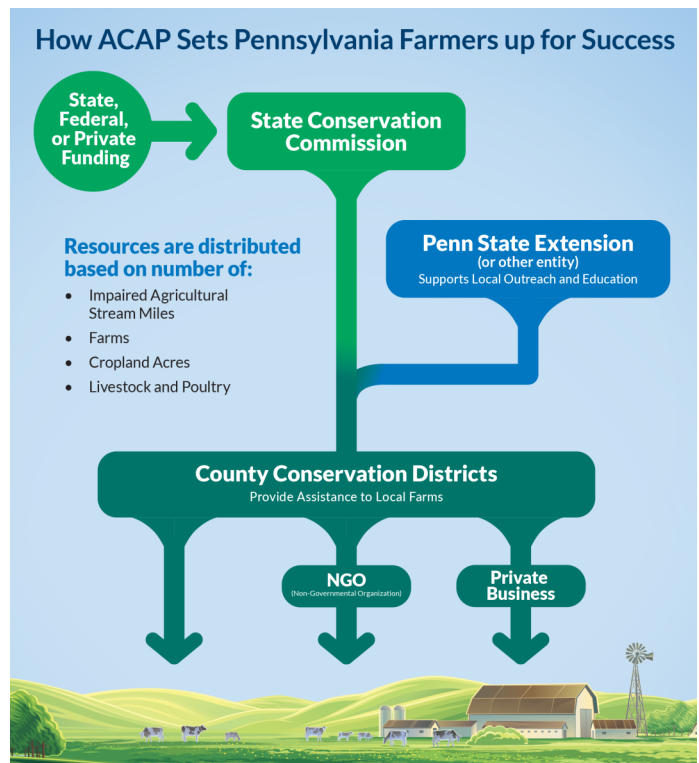 How ACAP Sets Pennsylvania Farmers up for Success
State,
Federal,
or Private
Funding
State Conservation
Commission
Resources are distributed
based on number of:
• Impaired Agricultural
Stream Miles
• Farms
• Cropland Acres
• Livestock and Poultry
Penn State Extension
(or other entity)
Supports Local Outreach and Education
County Conservation Districts
Provide Assistance to Local Farms
NGO
(Non-Governmental Organization)
Private
Business